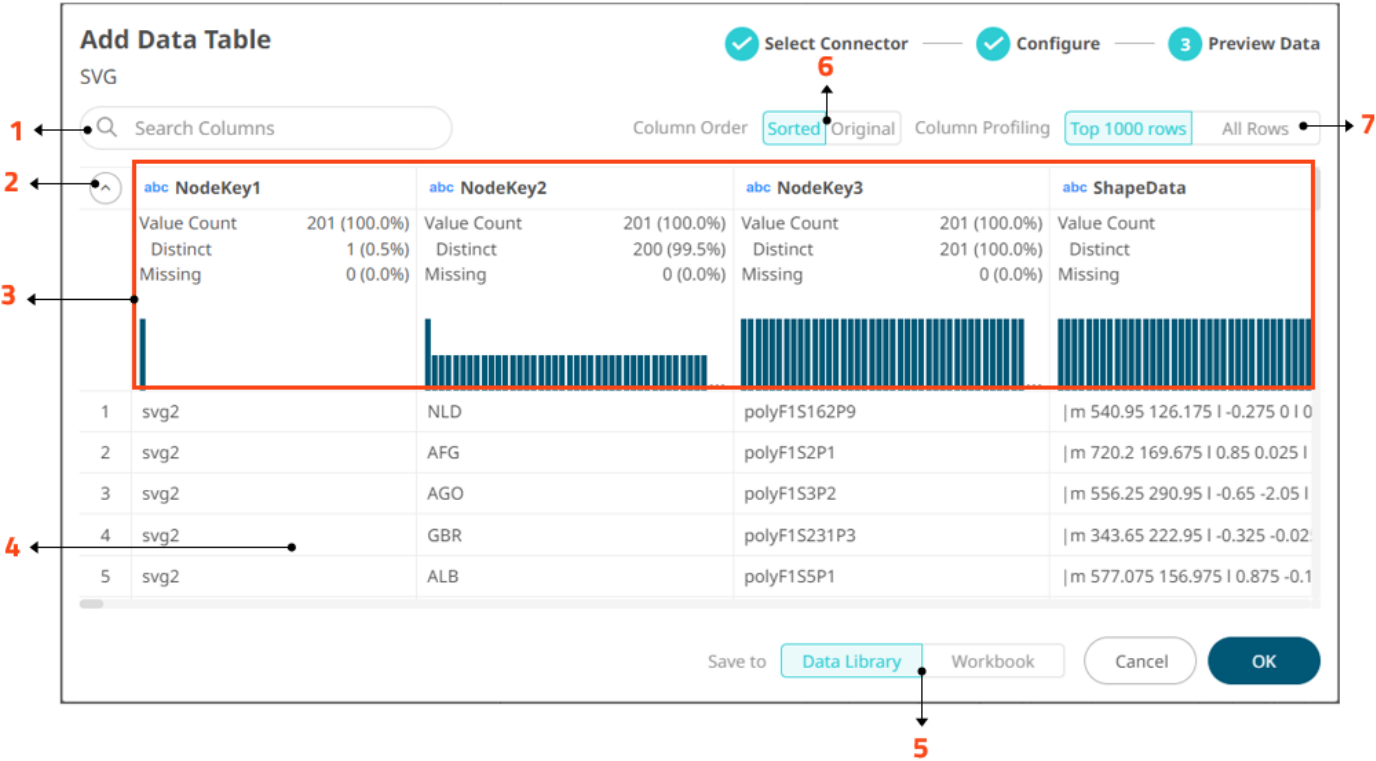 Add Data Table
SVG
Select Connector
Configure
3 Preview Data
6
1
Search Columns
Column Order Sorted Original Column Profiling Top 1000 rows All Rows
7
2
abc NodeKey1 abc NodeKey2 abc NodeKey3 abc ShapeData
Value Count 201 (100.0%) Value Count 201 (100.0%) Value Count 201 (100.0%) Value Count
Distinct 1 (0.5%) Distinct 200 (99.5%) Distinct 201 (100.0%) Distinct
Missing 0 (0.0%) Missing 0 (0.0%) Missing 0 (0.0%) Missing
3
... ...
1 svg2 NLD polyF1S162P9 |m 540.95 126.175 l -0.275 0 l 0
2 svg2 AFG polyF1S2P1 |m 720.2 169.675 l 0.85 0.025 l
3 svg2 AGO polyF1S3P2 |m 556.25 290.95 l -0.65 -2.05 l
4 svg2 GBR polyF1S231P3 |m 343.65 222.95 l -0.325 -0.02
4
5 svg2 ALB polyF1S5P1 |m 577.075 156.975 l 0.875 -0.1
Save to Data Library Workbook Cancel OK
5